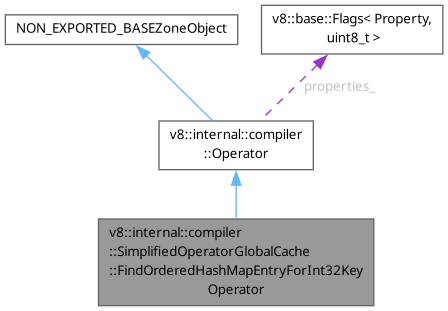 NON_EXPORTED_BASEZoneObject
v8::base::Flags< Property,
uint8_t >
properties_
v8::internal::compiler
::Operator
v8::internal::compiler
::SimplifiedOperatorGlobalCache
::FindOrderedHashMapEntryForInt32Key
Operator